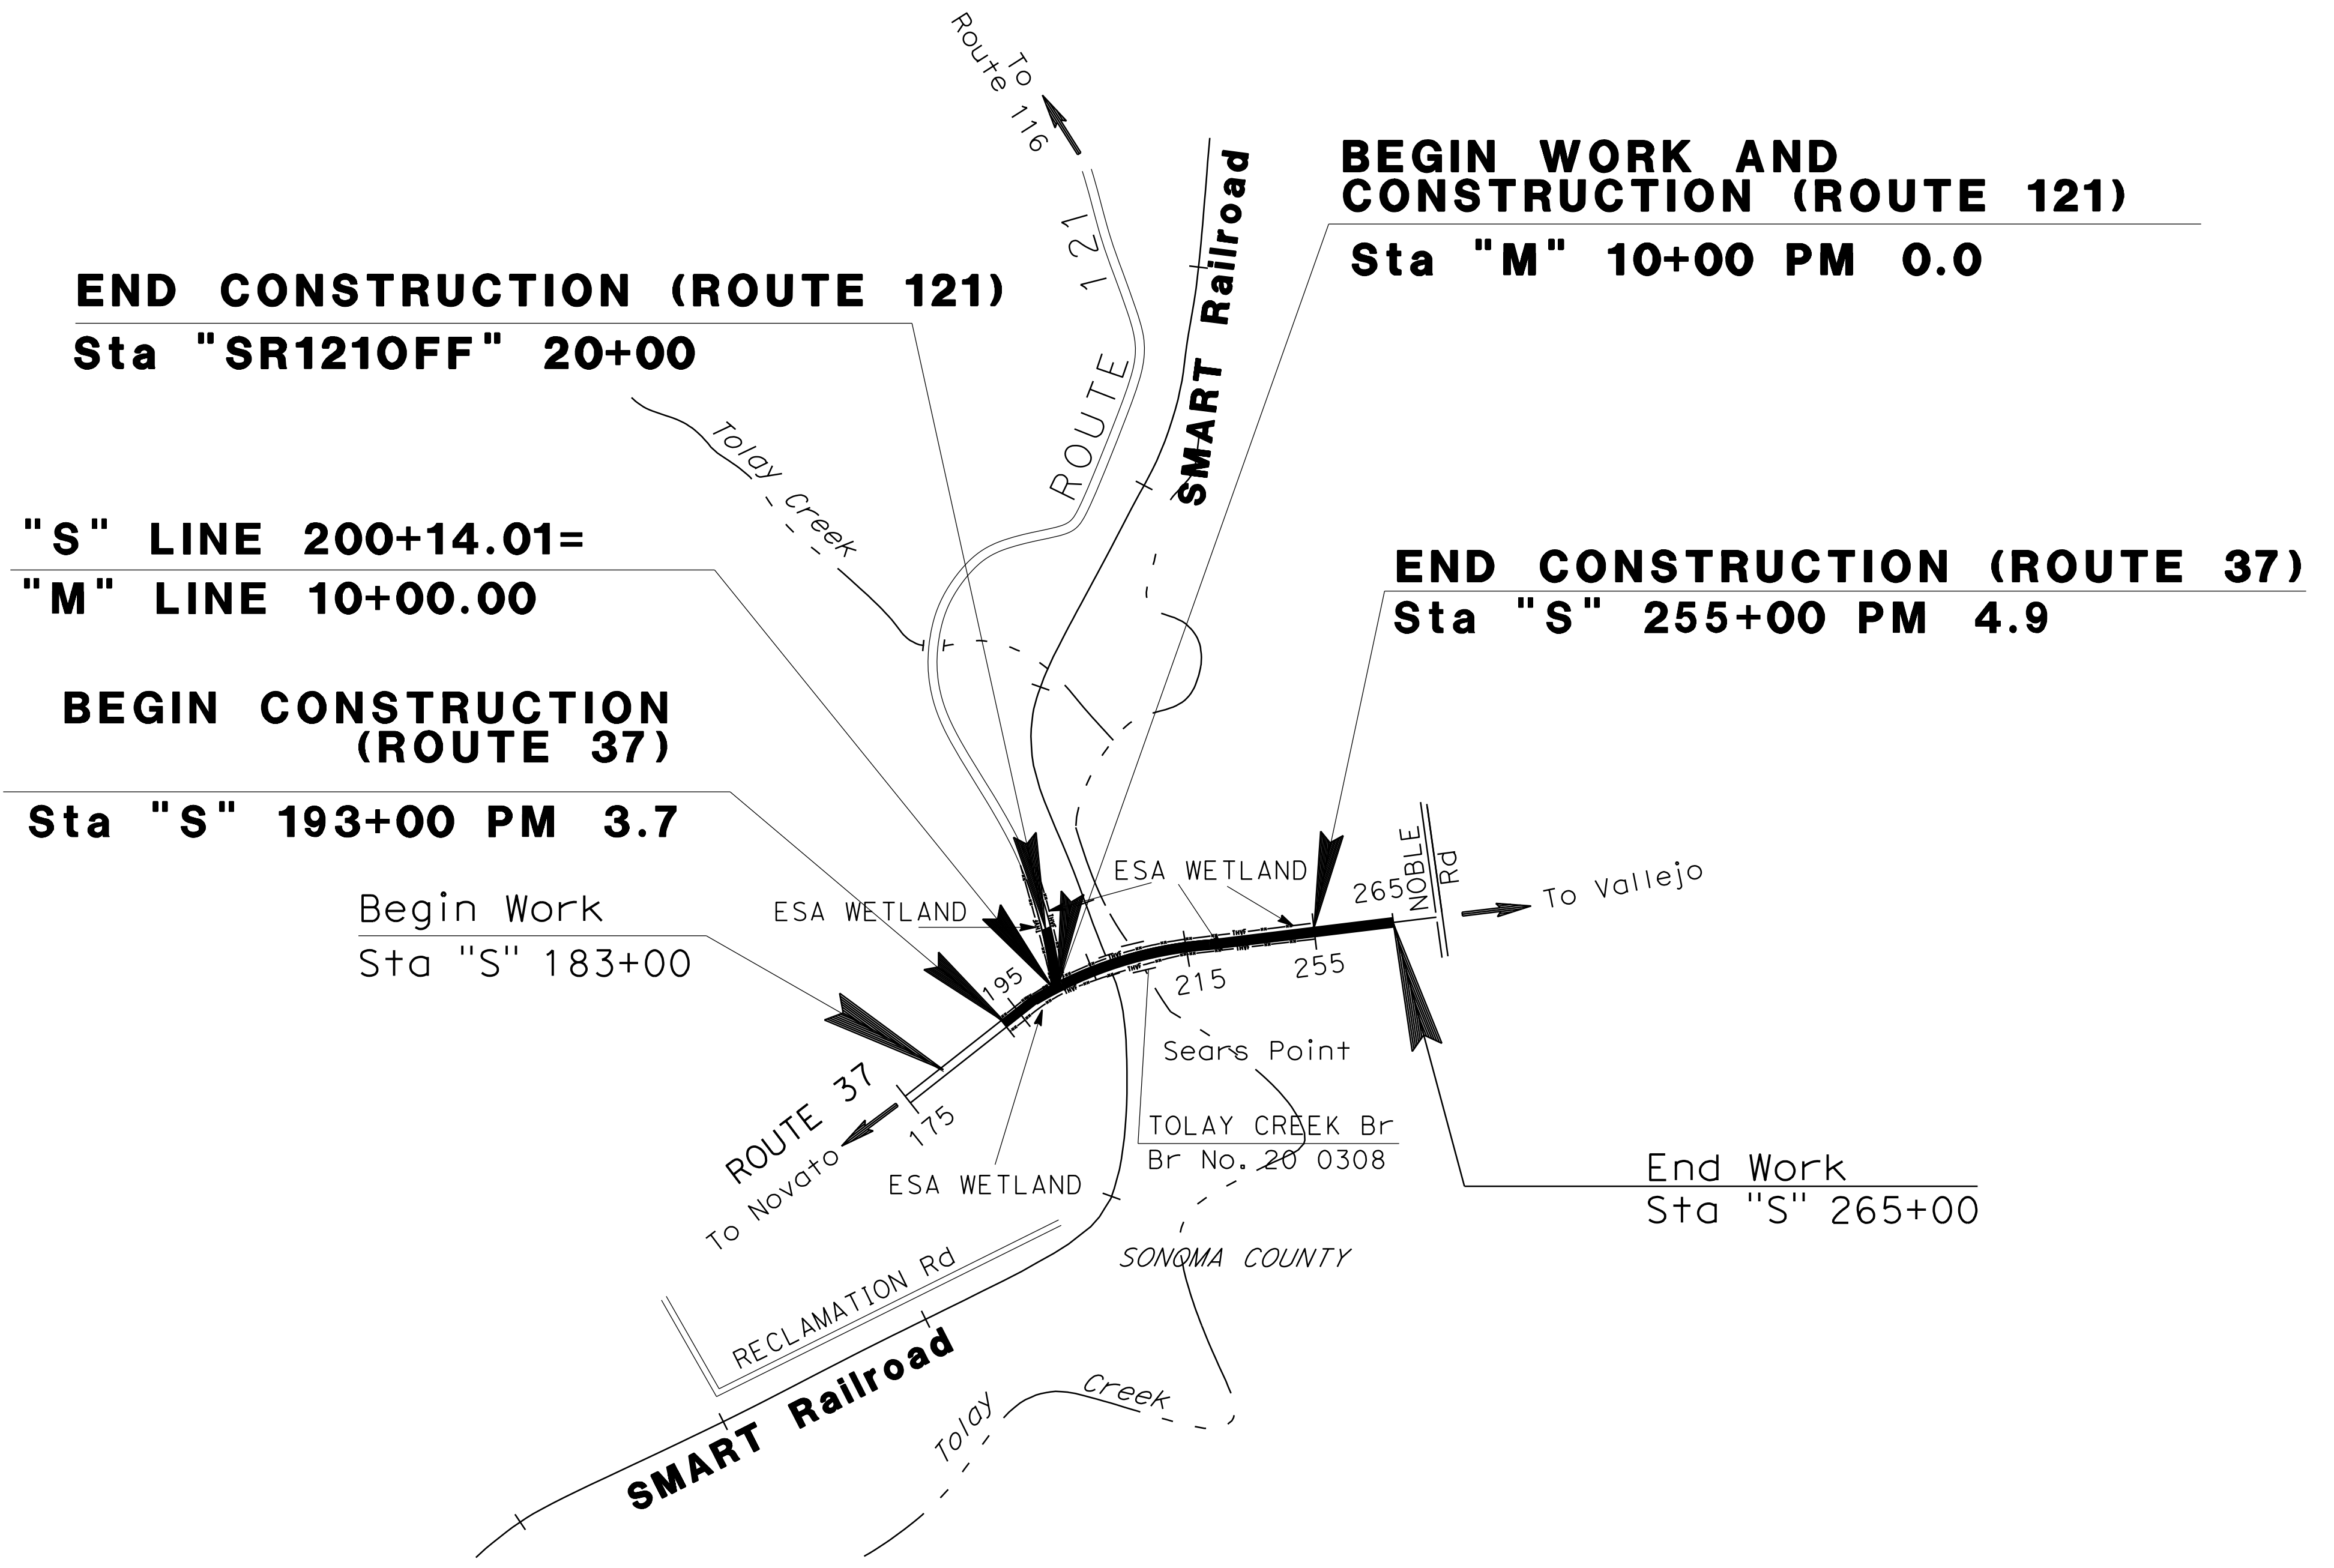 To
Route 116
ROUTE 121
SMART Railroad
BEGIN WORK AND
CONSTRUCTION (ROUTE 121)
Sta "M" 10+00 PM 0.0
END CONSTRUCTION (ROUTE 121)
Sta "SR121OFF" 20+00
Tolay Creek
"S" LINE 200+14.01=
"M" LINE 10+00.00
END CONSTRUCTION (ROUTE 37)
Sta "S" 255+00 PM 4.9
BEGIN CONSTRUCTION
(ROUTE 37)
Sta "S" 193+00 PM 3.7
ESA WETLAND
265
NOBLE
Rd
To Vallejo
Begin Work
Sta "S" 183+00
ESA WETLAND
195
215
255
Sears Point
ROUTE 37
175
To Novato
TOLAY CREEK Br
Br No. 20 0308
ESA WETLAND
End Work
Sta "S" 265+00
SONOMA COUNTY
RECLAMATION Rd
SMART Railroad
Tolay Creek